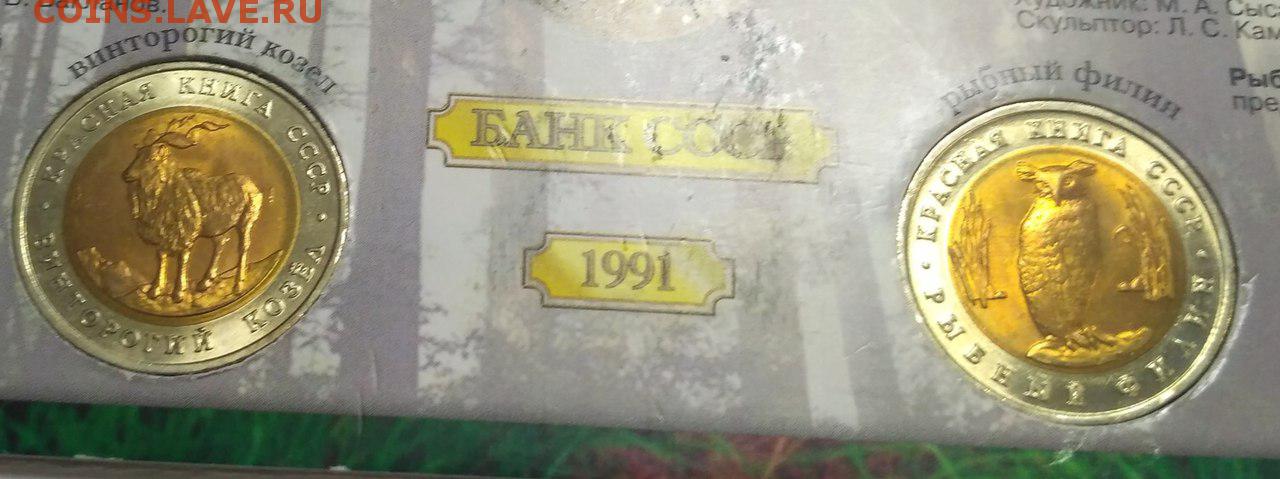 COINS.LAVE.RU
Художник: М. А.
Скульптор: Л. С.
винторогий козел
рыбный филин
КРАСНАЯ КНИГА СССР
ВИНТОРОГИЙ КОЗЁЛ
БАНК СССР
1991
КРАСНАЯ КНИГА СССР
РЫБНЫЙ ФИЛИН